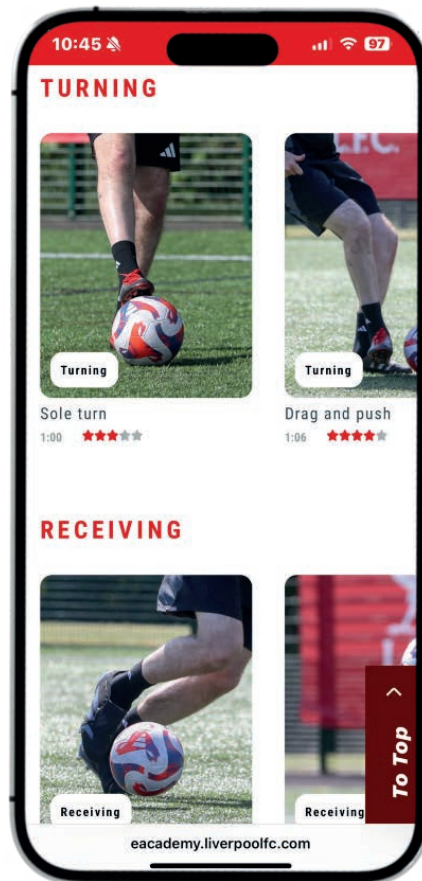 10:45 97
TURNING
L.F.C.
Turning Turning
Sole turn Drag and push
1:00 1:06
RECEIVING
To Top
Receiving Receiving
eacademy.liverpoolfc.com